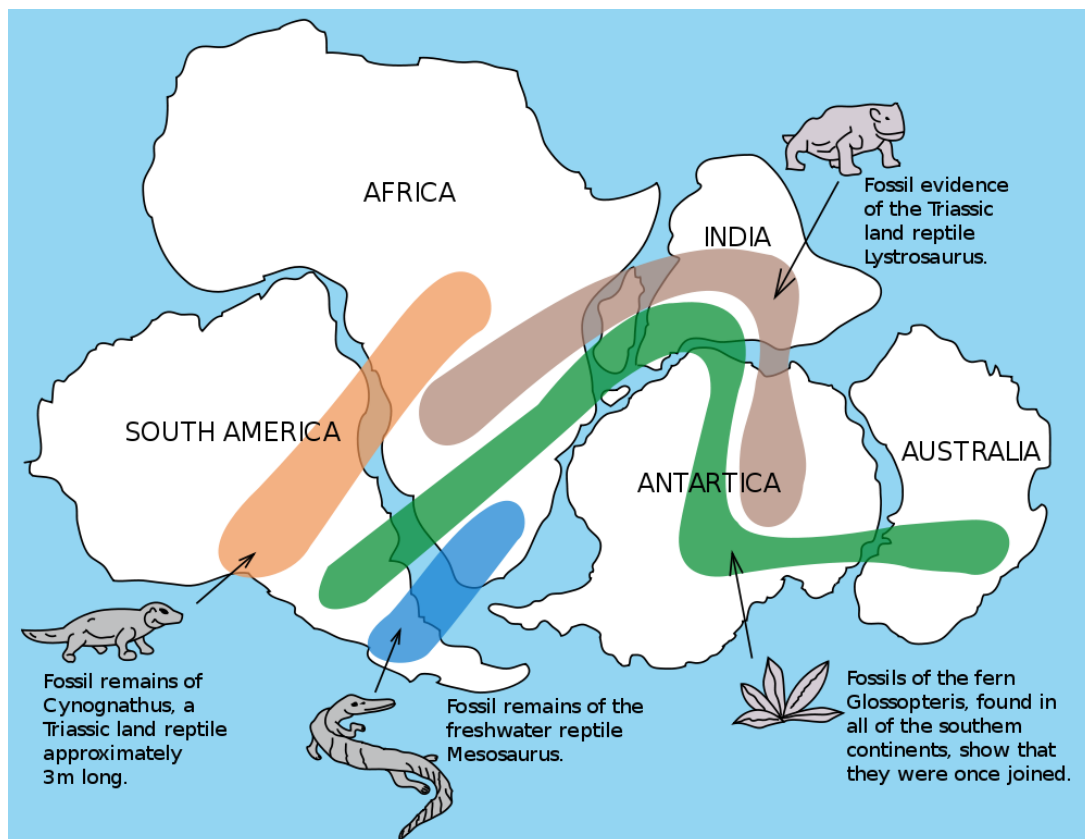 AFRICA
INDIA
Fossil evidence
of the Triassic
land reptile
Lystrosaurus.
SOUTH AMERICA
ANTARTICA
AUSTRALIA
Fossil remains of
Cynognathus, a
Triassic land reptile
approximately
3m long.
Fossil remains of the
freshwater reptile
Mesosaurus.
Fossils of the fern
Glossopteris, found in
all of the southem
continents, show that
they were once joined.